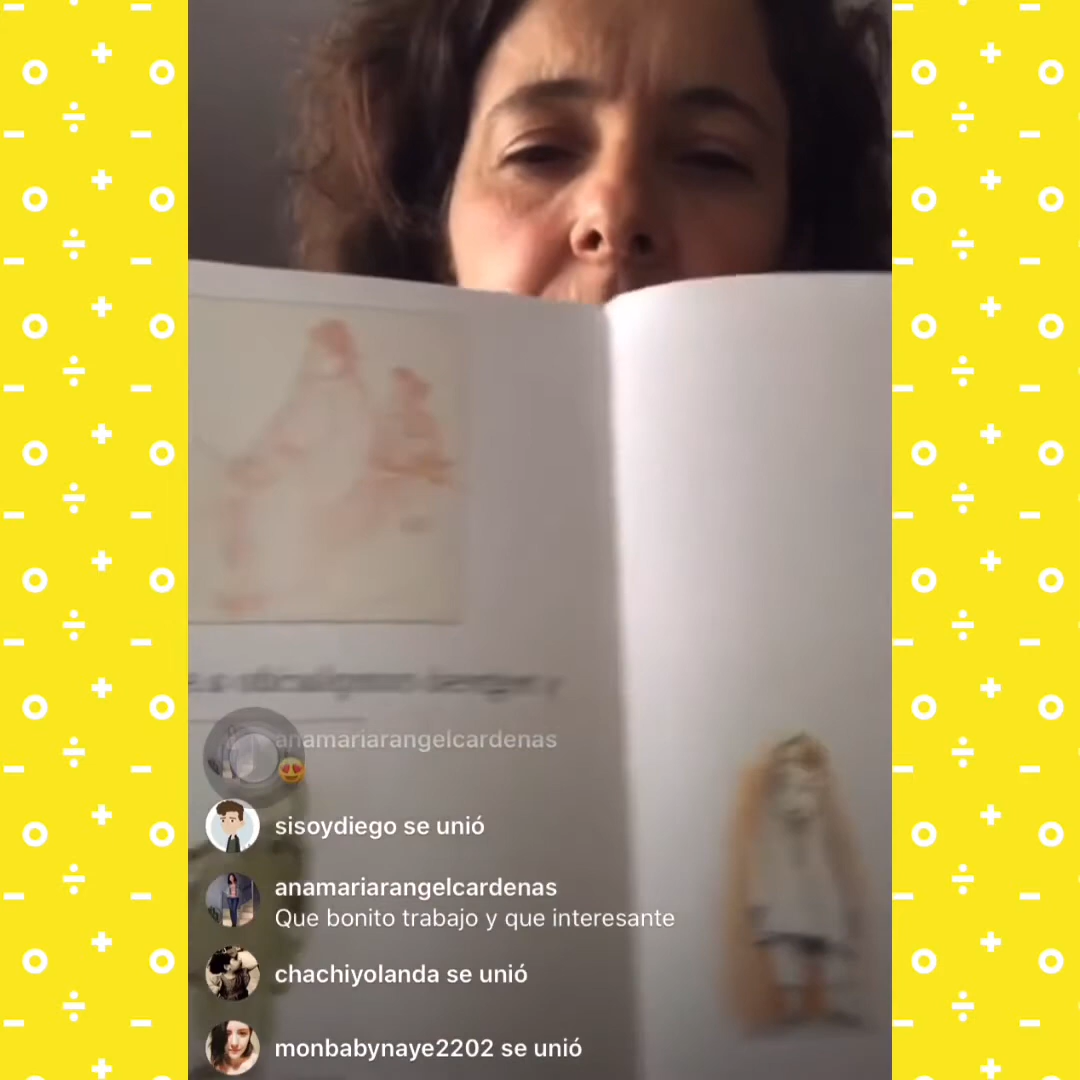 anamariarangelcardenas
😍
sisoydiego se unió
anamariarangelcardenas
Que bonito trabajo y que interesante
chachiyolanda se unió
monbabynaye2202 se unió